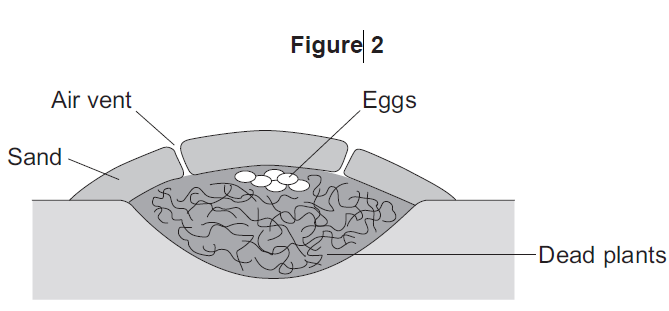 Figure 2
Air vent
Eggs
Sand
Dead plants